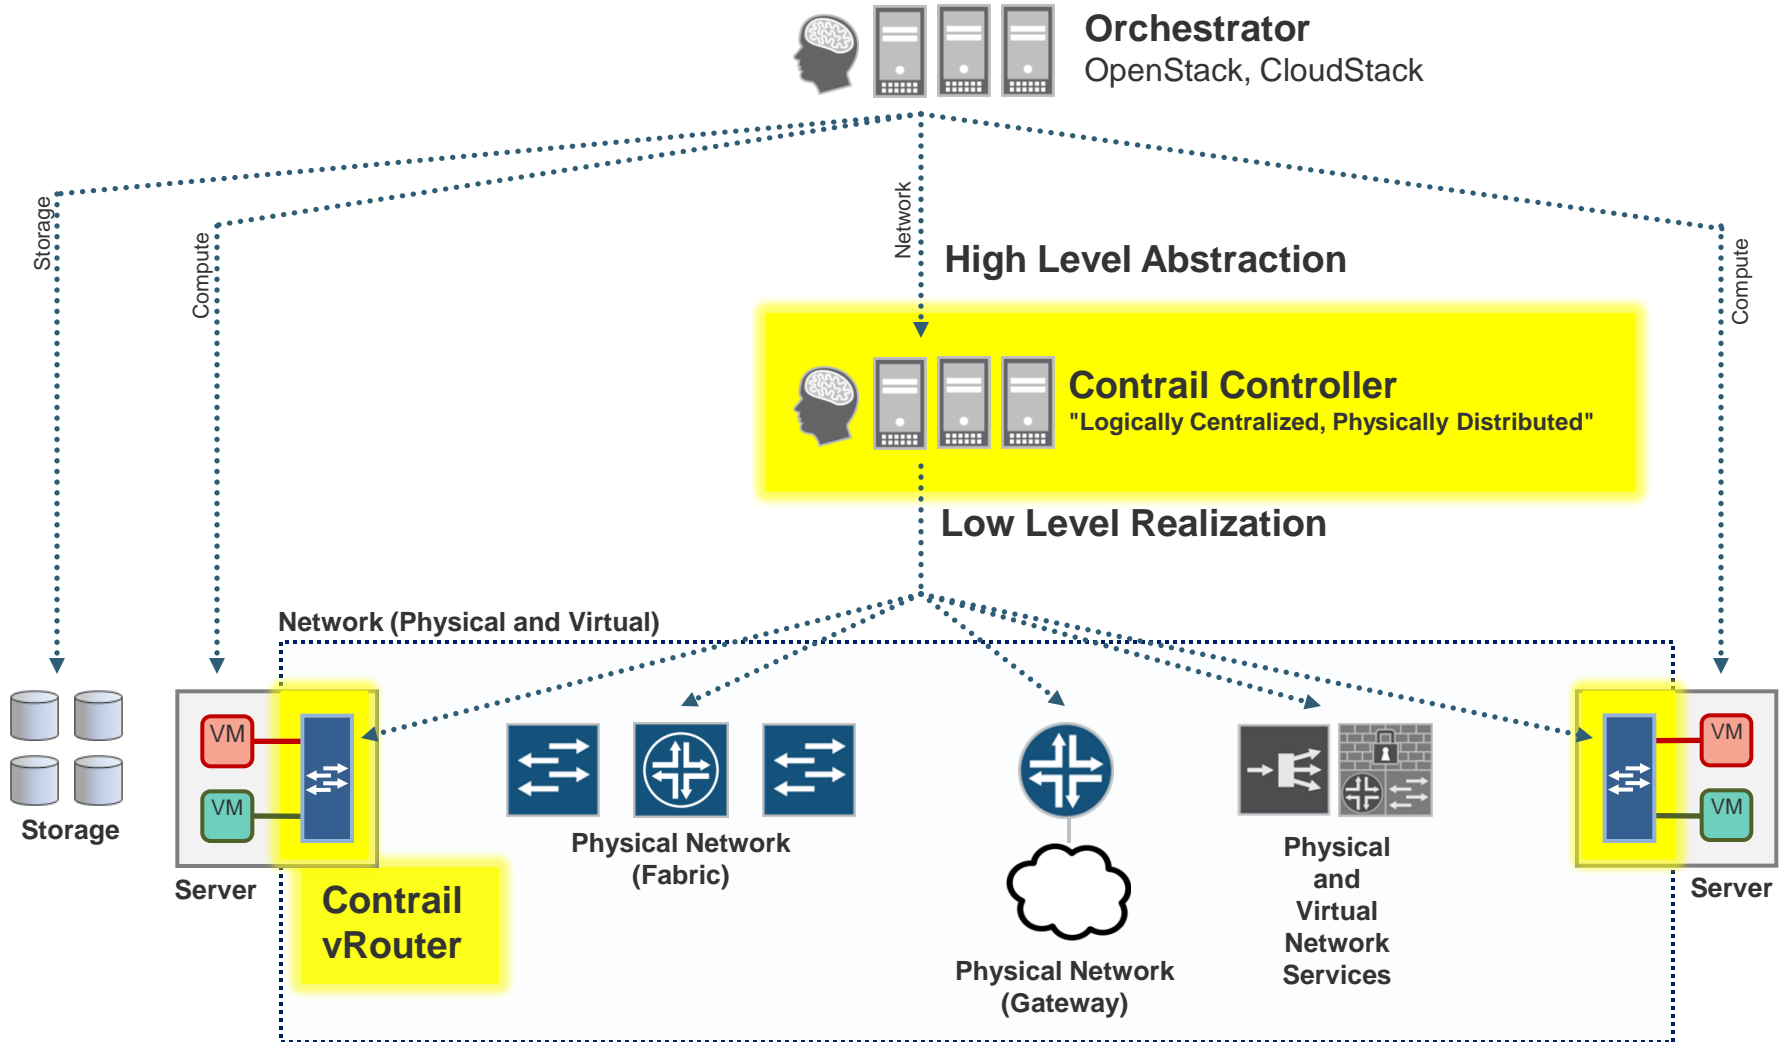 Orchestrator
OpenStack, CloudStack
Storage
Compute
Network
Compute
High Level Abstraction
Contrail Controller
"Logically Centralized, Physically Distributed"
Low Level Realization
Network (Physical and Virtual)
VM
VM
VM
VM
Storage
Server
Contrail
vRouter
Physical Network
(Fabric)
Physical Network
(Gateway)
Physical
and
Virtual
Network
Services
Server